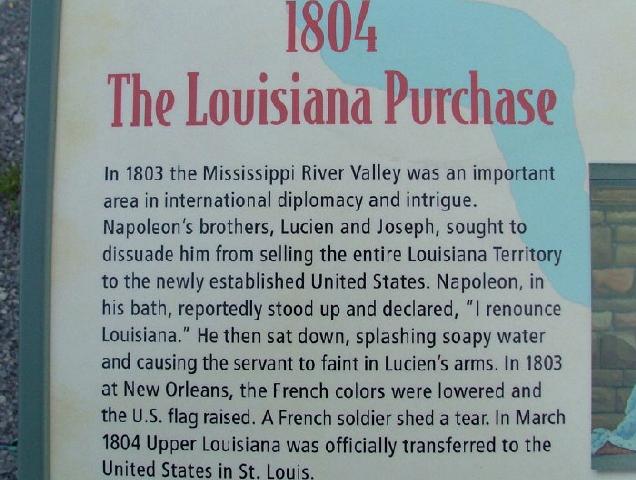 1804
The Louisiana Purchase
In 1803 the Mississippi River Valley was an important
area in international diplomacy and intrigue.
Napoleon's brothers, Lucien and Joseph, sought to
dissuade him from selling the entire Louisiana Territory
to the newly established United States. Napoleon, in
his bath, reportedly stood up and declared, "I renounce
Louisiana." He then sat down, splashing soapy water
and causing the servant to faint in Lucien's arms. In 1803
at New Orleans, the French colors were lowered and
the U.S. flag raised. A French soldier shed a tear. In March
1804 Upper Louisiana was officially transferred to the
United States in St. Louis.